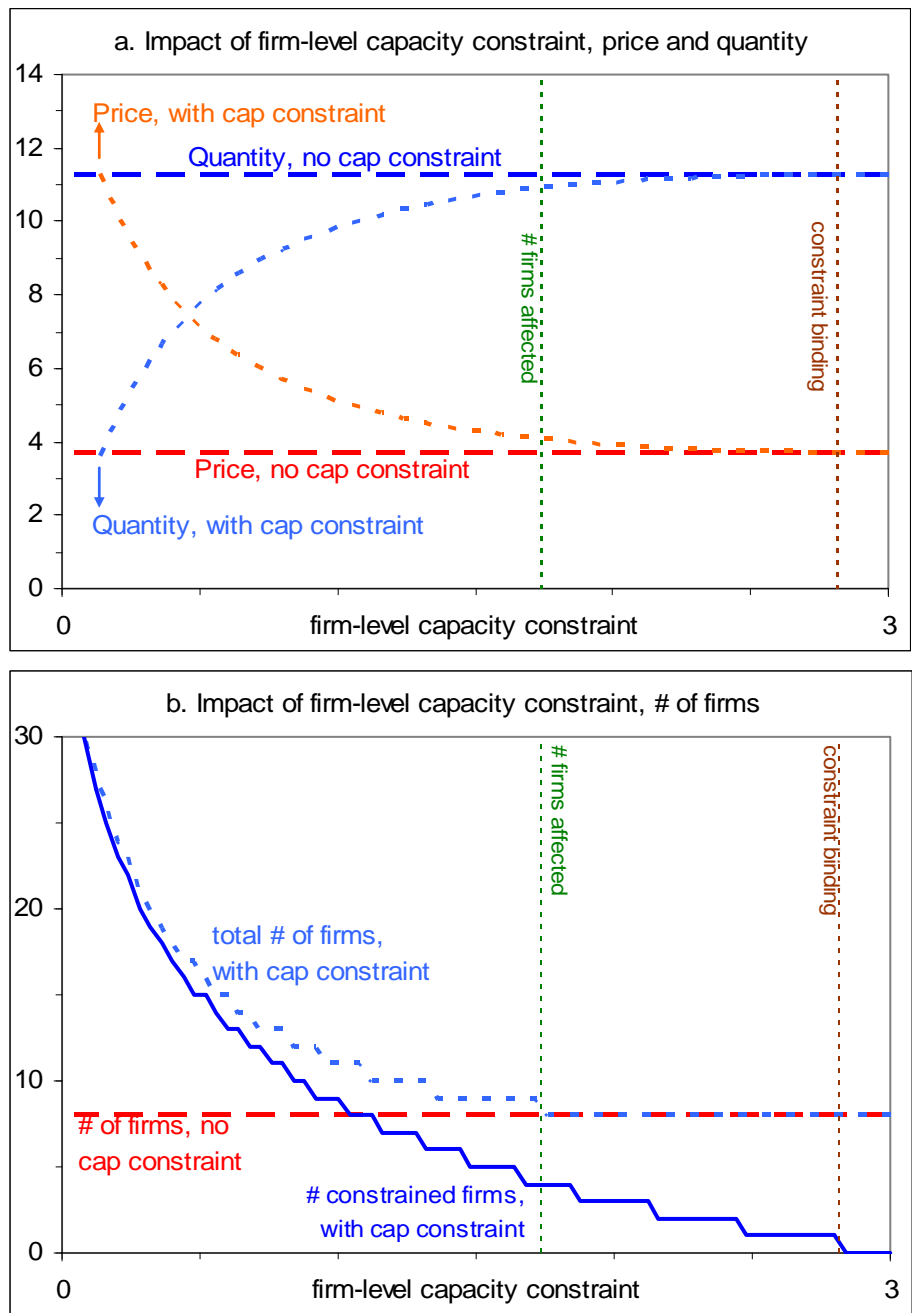 a. Impact of firm-level capacity constraint, price and quantity
14
12
10
8
6
4
2
0
Price, with cap constraint
Quantity, no cap constraint
# firms affected
constraint binding
Price, no cap constraint
Quantity, with cap constraint
0
firm-level capacity constraint
3
b. Impact of firm-level capacity constraint, # of firms
30
20
10
0
# firms affected
constraint binding
total # of firms,
with cap constraint
# of firms, no
cap constraint
# constrained firms,
with cap constraint
0
firm-level capacity constraint
3